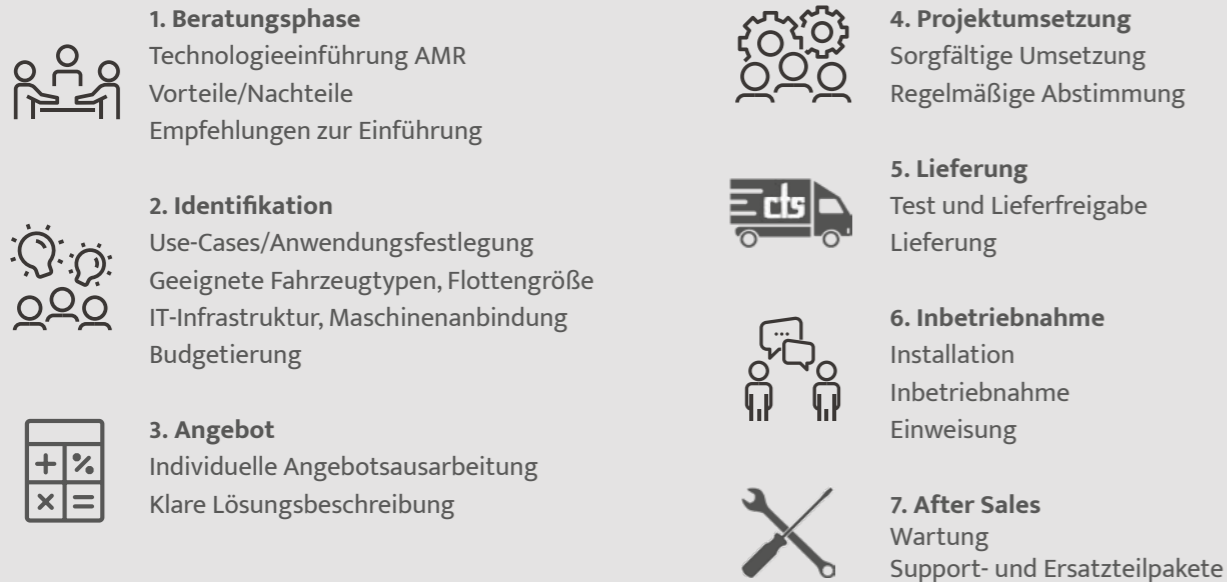 1. Beratungsphase
Technologieeinführung AMR
Vorteile/Nachteile
Empfehlungen zur Einführung
2. Identifikation
Use-Cases/Anwendungsfestlegung
Geeignete Fahrzeugtypen, Flottengröße
IT-Infrastruktur, Maschinenanbindung
Budgetierung
3. Angebot
Individuelle Angebotsausarbeitung
Klare Lösungsbeschreibung
4. Projektumsetzung
Sorgfältige Umsetzung
Regelmäßige Abstimmung
cts
5. Lieferung
Test und Lieferfreigabe
Lieferung
6. Inbetriebnahme
Installation
Inbetriebnahme
Einweisung
7. After Sales
Wartung
Support- und Ersatzteilpakete